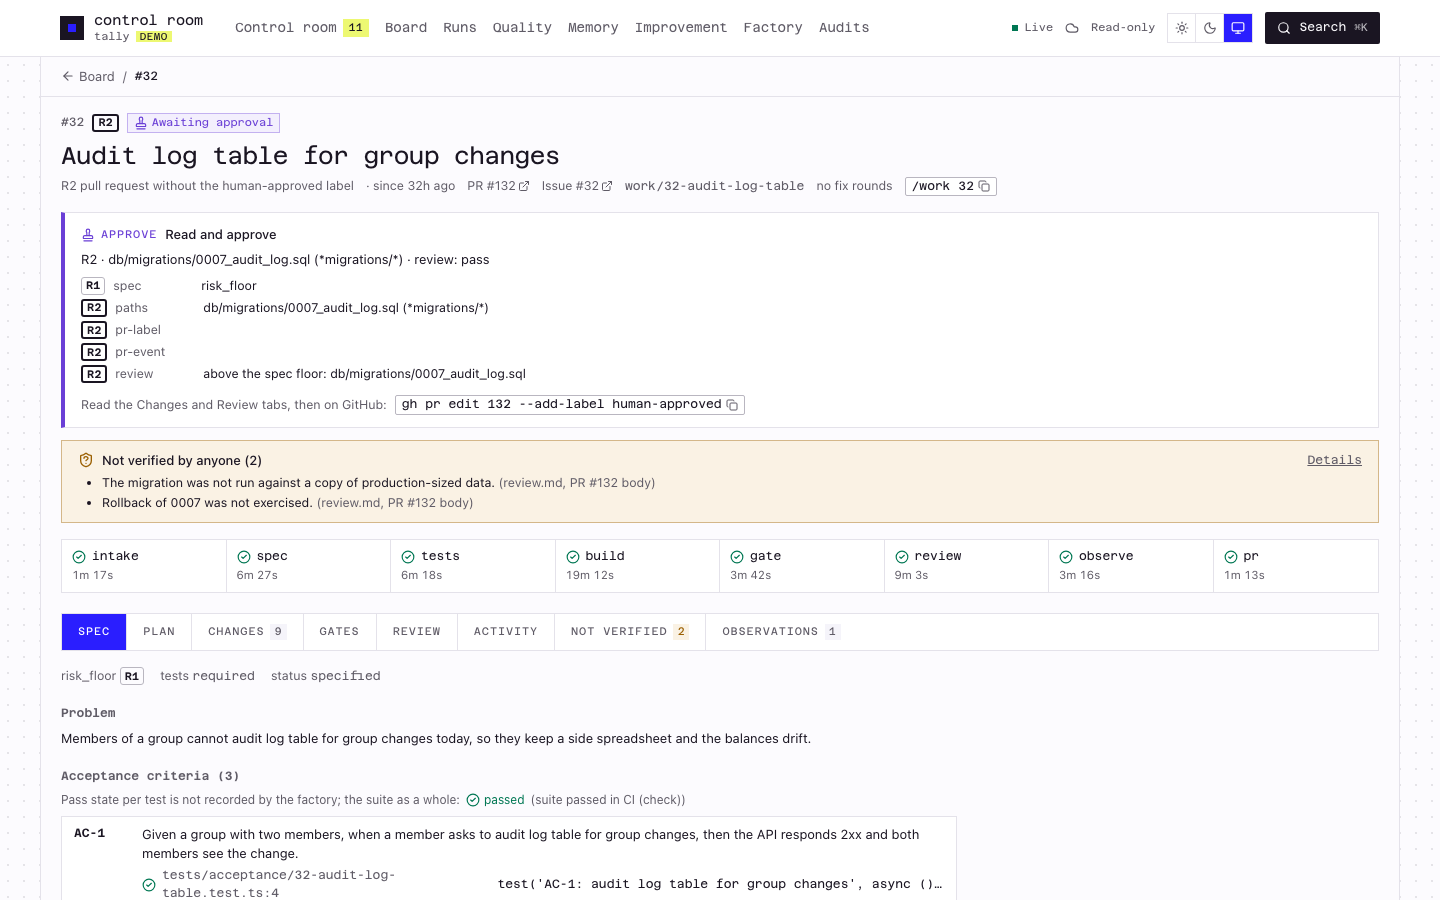 control room
tally DEMO
Control room 11 Board Runs Quality Memory Improvement Factory Audits
Live Read-only
Search ⌘K
Board / #32
#32 R2 Awaiting approval
Audit log table for group changes
R2 pull request without the human-approved label · since 32h ago PR #132 Issue #32 work/32-audit-log-table no fix rounds /work 32
APPROVE Read and approve
R2 · db/migrations/0007_audit_log.sql (*migrations/*) · review: pass
R1 spec risk_floor
R2 paths db/migrations/0007_audit_log.sql (*migrations/*)
R2 pr-label
R2 pr-event
R2 review above the spec floor: db/migrations/0007_audit_log.sql
Read the Changes and Review tabs, then on GitHub: gh pr edit 132 --add-label human-approved
Not verified by anyone (2) Details
• The migration was not run against a copy of production-sized data. (review.md, PR #132 body)
• Rollback of 0007 was not exercised. (review.md, PR #132 body)
intake spec tests build gate review observe pr
1m 17s 6m 27s 6m 18s 19m 12s 3m 42s 9m 3s 3m 16s 1m 13s
SPEC PLAN CHANGES 9 GATES REVIEW ACTIVITY NOT VERIFIED 2 OBSERVATIONS 1
risk_floor R1 tests required status specified
Problem
Members of a group cannot audit log table for group changes today, so they keep a side spreadsheet and the balances drift.
Acceptance criteria (3)
Pass state per test is not recorded by the factory; the suite as a whole: passed (suite passed in CI (check))
AC-1 Given a group with two members, when a member asks to audit log table for group changes, then the API responds 2xx and both
members see the change.
tests/acceptance/32-audit-log-
table.test.ts:4
test('AC-1: audit log table for group changes', async ()…